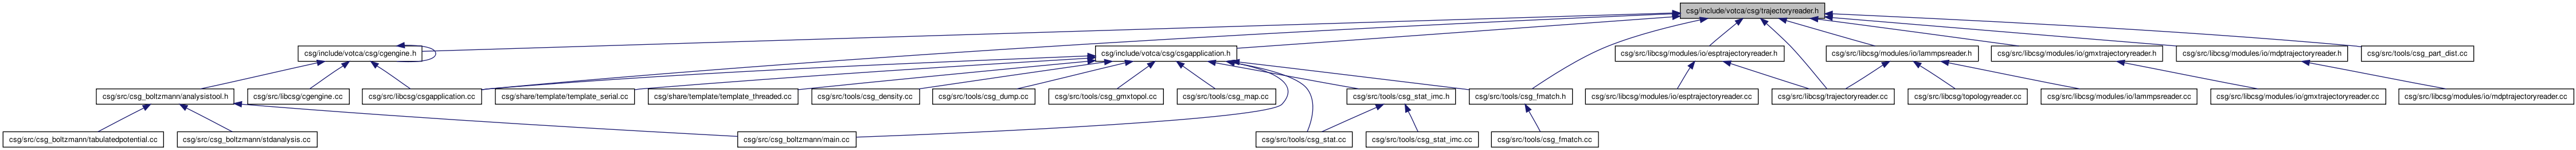 csg/include/votca/csg/trajectoryreader.h
csg/include/votca/csg/cgengine.h
csg/include/votca/csg/csgapplication.h
csg/src/libcsg/modules/io/esptrajectoryreader.h
csg/src/libcsg/modules/io/lammpsreader.h
csg/src/libcsg/modules/io/gmxtrajectoryreader.h
csg/src/libcsg/modules/io/mdptrajectoryreader.h
csg/src/tools/csg_part_dist.cc
csg/src/csg_boltzmann/analysistool.h
csg/src/libcsg/cgengine.cc
csg/src/libcsg/csgapplication.cc
csg/share/template/template_serial.cc
csg/share/template/template_threaded.cc
csg/src/tools/csg_density.cc
csg/src/tools/csg_dump.cc
csg/src/tools/csg_gmxtopol.cc
csg/src/tools/csg_map.cc
csg/src/tools/csg_stat_imc.h
csg/src/tools/csg_fmatch.h
csg/src/libcsg/modules/io/esptrajectoryreader.cc
csg/src/libcsg/trajectoryreader.cc
csg/src/libcsg/topologyreader.cc
csg/src/libcsg/modules/io/lammpsreader.cc
csg/src/libcsg/modules/io/gmxtrajectoryreader.cc
csg/src/libcsg/modules/io/mdptrajectoryreader.cc
csg/src/csg_boltzmann/tabulatedpotential.cc
csg/src/csg_boltzmann/stdanalysis.cc
csg/src/csg_boltzmann/main.cc
csg/src/tools/csg_stat.cc
csg/src/tools/csg_stat_imc.cc
csg/src/tools/csg_fmatch.cc